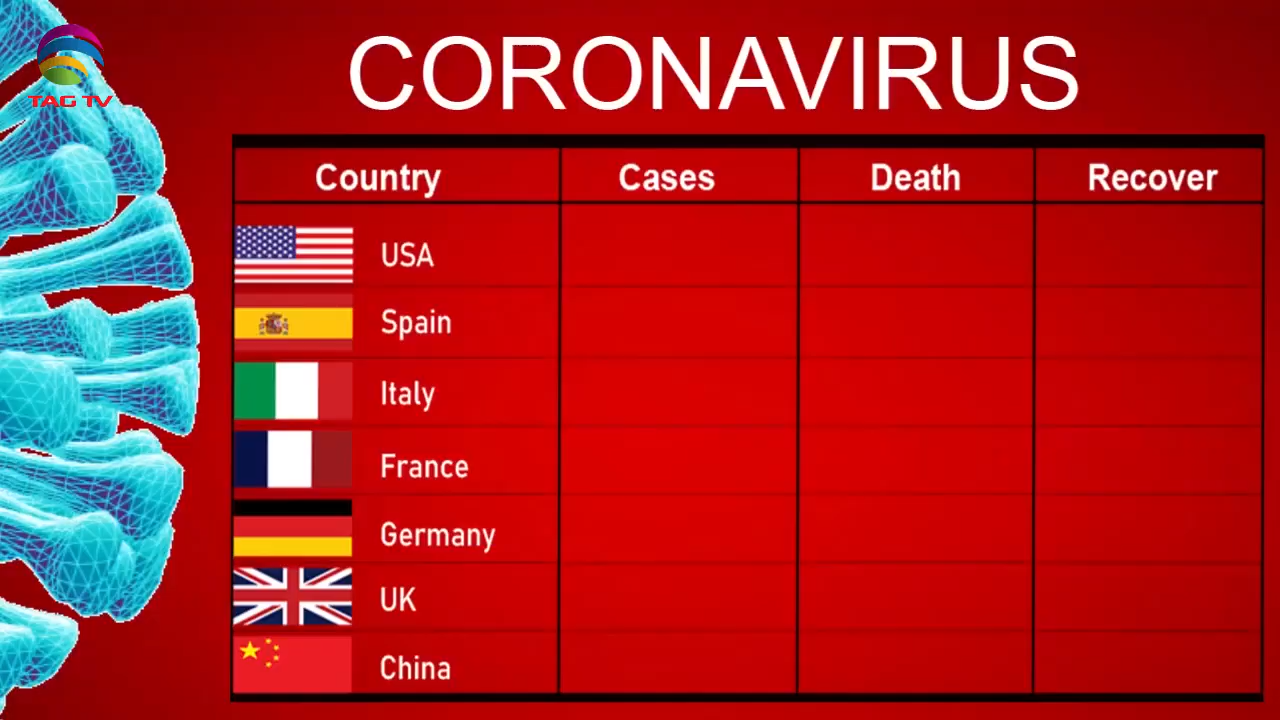 TAG TV
CORONAVIRUS
Country Cases Death Recover
USA
Spain
Italy
France
Germany
UK
China